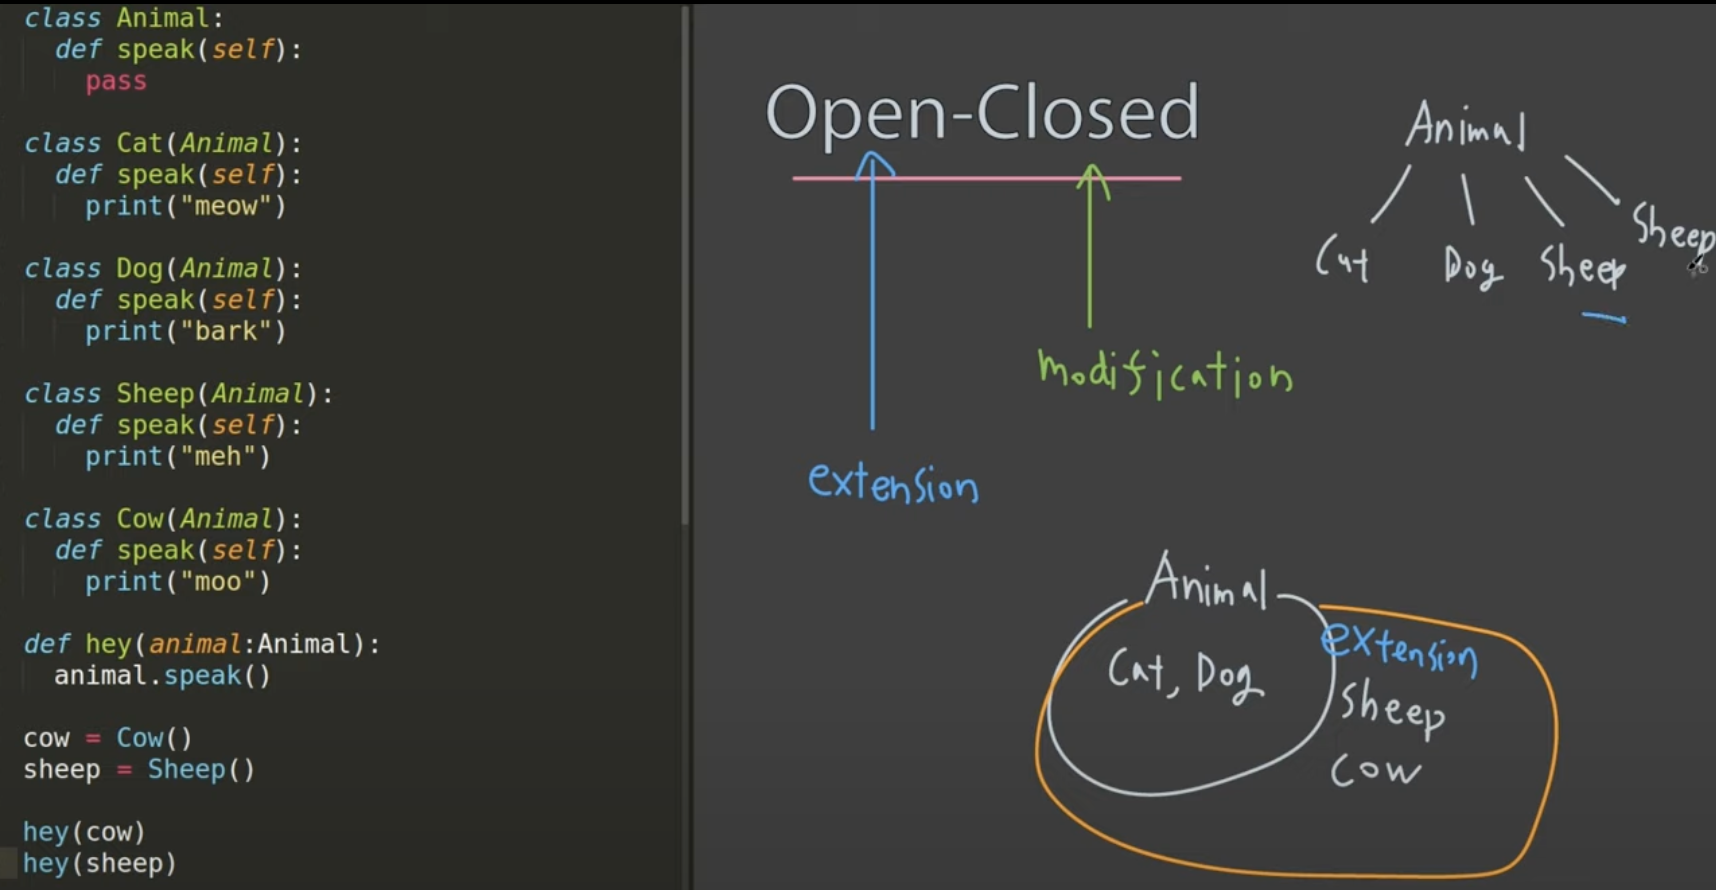 class Animal:
  def speak(self):
    pass

class Cat(Animal):
  def speak(self):
    print("meow")

class Dog(Animal):
  def speak(self):
    print("bark")

class Sheep(Animal):
  def speak(self):
    print("meh")

class Cow(Animal):
  def speak(self):
    print("moo")

def hey(animal:Animal):
  animal.speak()

cow = Cow()
sheep = Sheep()

hey(cow)
hey(sheep)

Open-Closed
extension
modification
Animal
Cat Dog Sheep Sheep
Animal
Cat, Dog
extension
Sheep
Cow